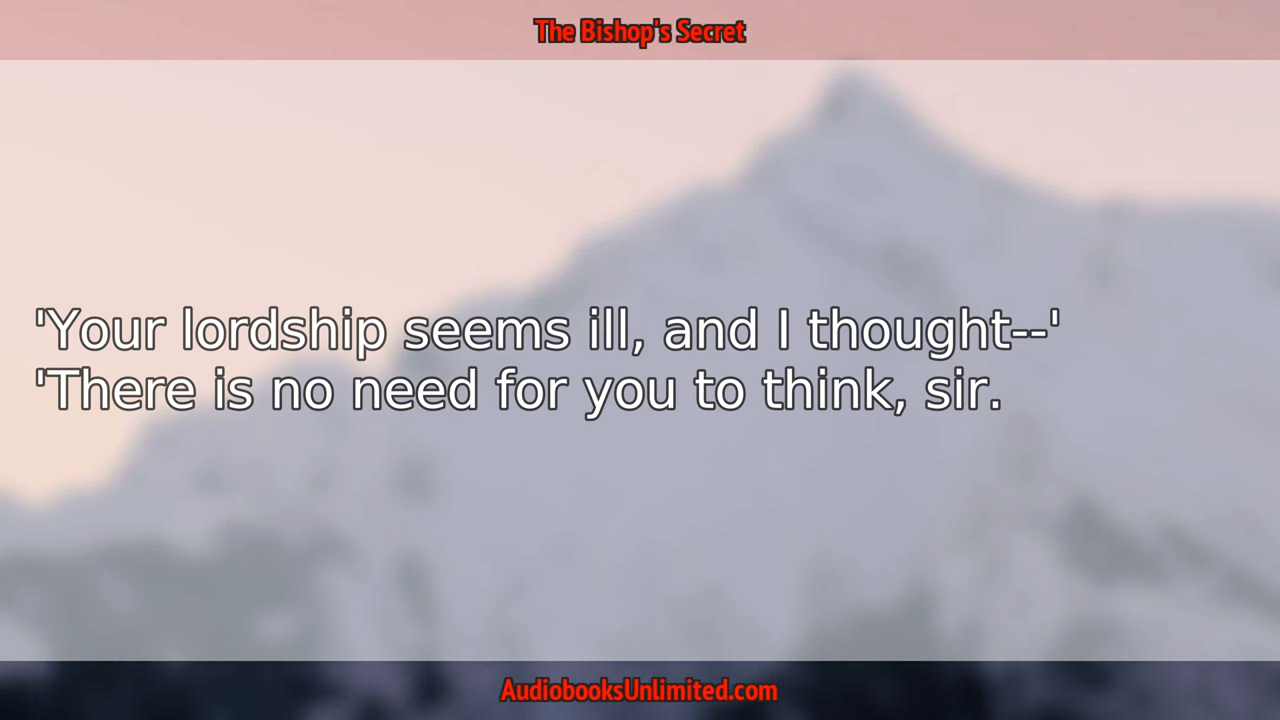 The Bishop's Secret
'Your lordship seems ill, and I thought--'
'There is no need for you to think, sir.
AudiobooksUnlimited.com